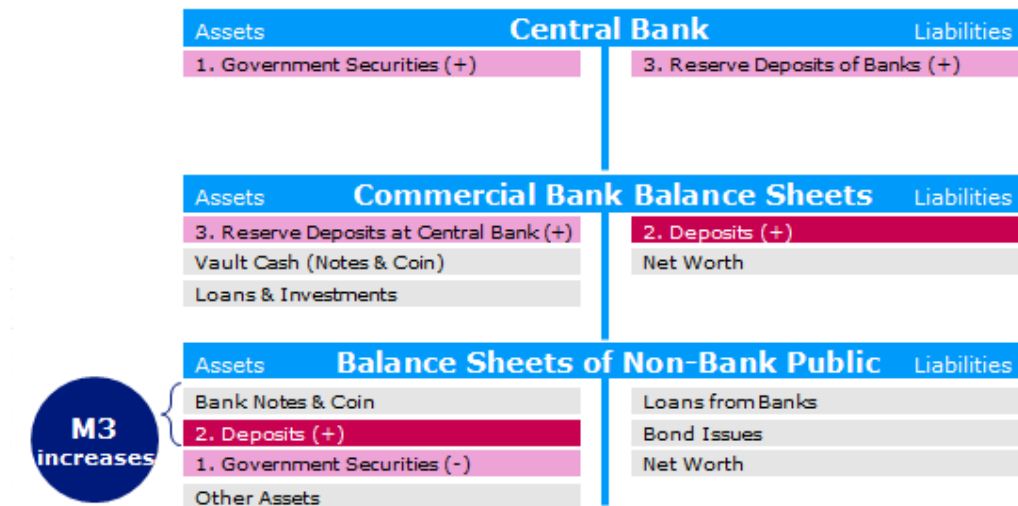 Assets Central Bank Liabilities
1. Government Securities (+) 3. Reserve Deposits of Banks (+)
Assets Commercial Bank Balance Sheets Liabilities
3. Reserve Deposits at Central Bank (+) 2. Deposits (+)
Vault Cash (Notes & Coin) Net Worth
Loans & Investments
Assets Balance Sheets of Non-Bank Public Liabilities
Bank Notes & Coin Loans from Banks
M3 2. Deposits (+) Bond Issues
increases 1. Government Securities (-) Net Worth
Other Assets